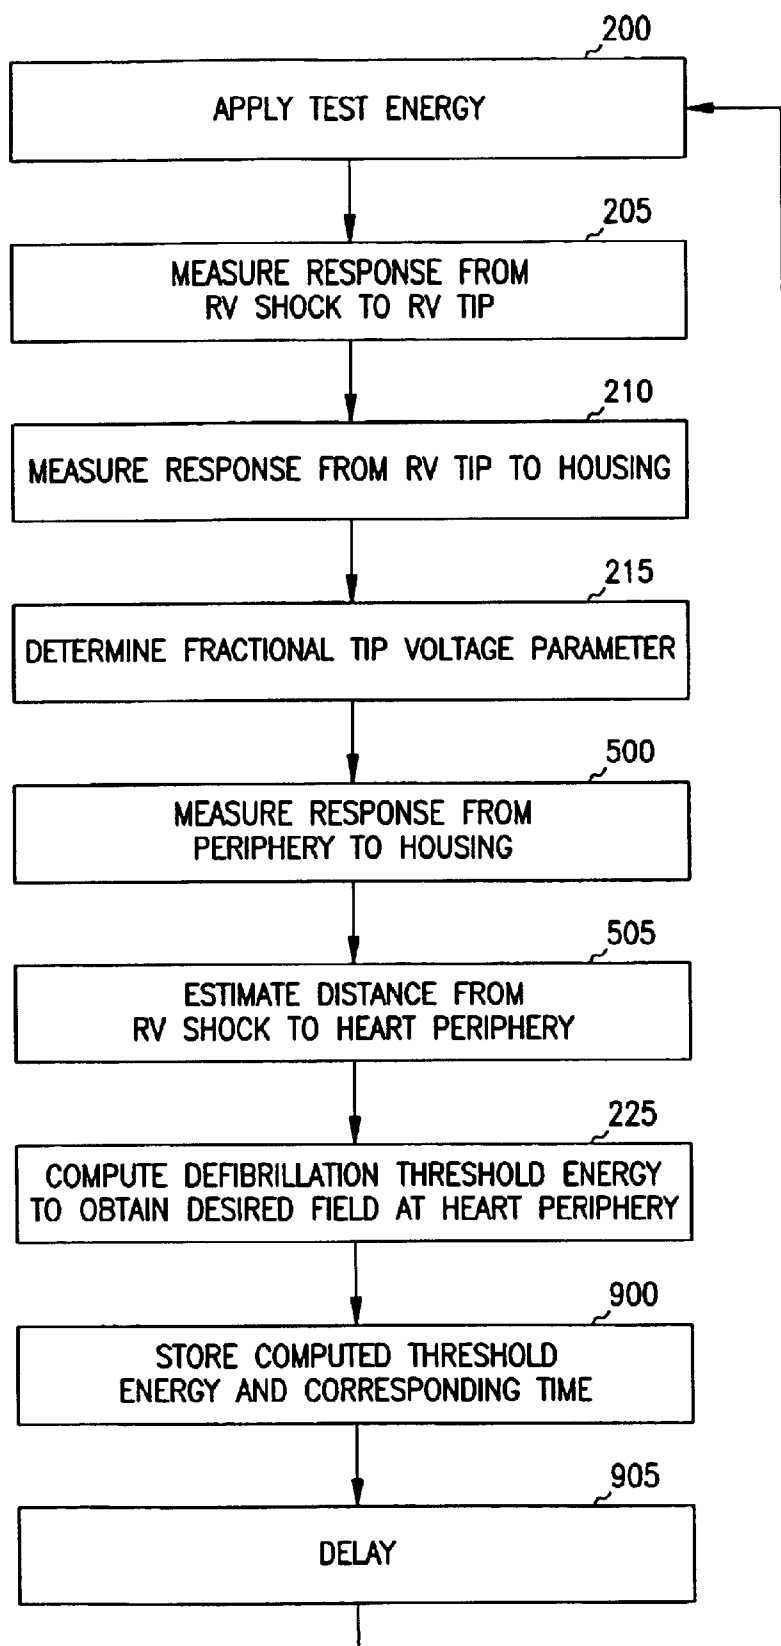 200
APPLY TEST ENERGY
205
MEASURE RESPONSE FROM
RV SHOCK TO RV TIP
210
MEASURE RESPONSE FROM RV TIP TO HOUSING
215
DETERMINE FRACTIONAL TIP VOLTAGE PARAMETER
500
MEASURE RESPONSE FROM
PERIPHERY TO HOUSING
505
ESTIMATE DISTANCE FROM
RV SHOCK TO HEART PERIPHERY
225
COMPUTE DEFIBRILLATION THRESHOLD ENERGY
TO OBTAIN DESIRED FIELD AT HEART PERIPHERY
900
STORE COMPUTED THRESHOLD
ENERGY AND CORRESPONDING TIME
905
DELAY